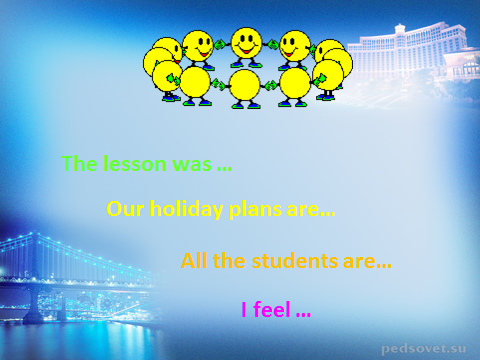 The lesson was …
Our holiday plans are…
All the students are…
I feel …
pedsovet.su